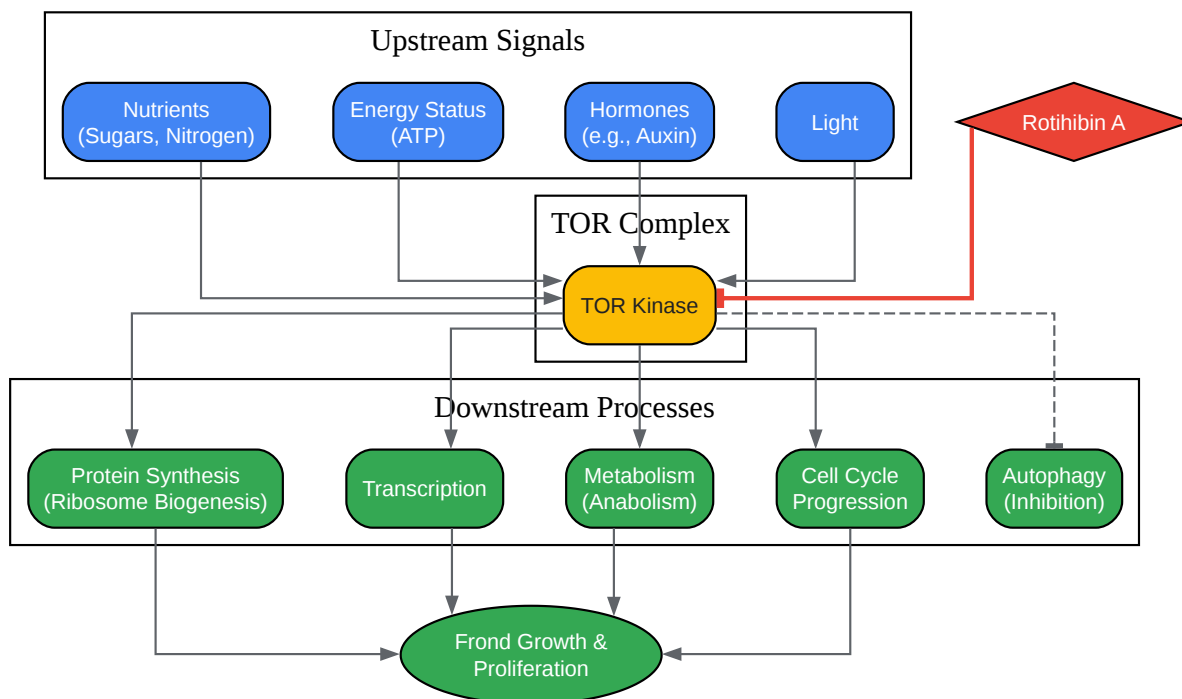 Upstream Signals
Nutrients
(Sugars, Nitrogen)
Energy Status
(ATP)
Hormones
(e.g., Auxin)
Light
Rotihibin A
TOR Complex
TOR Kinase
Downstream Processes
Protein Synthesis
(Ribosome Biogenesis)
Transcription
Metabolism
(Anabolism)
Cell Cycle
Progression
Autophagy
(Inhibition)
Frond Growth &
Proliferation